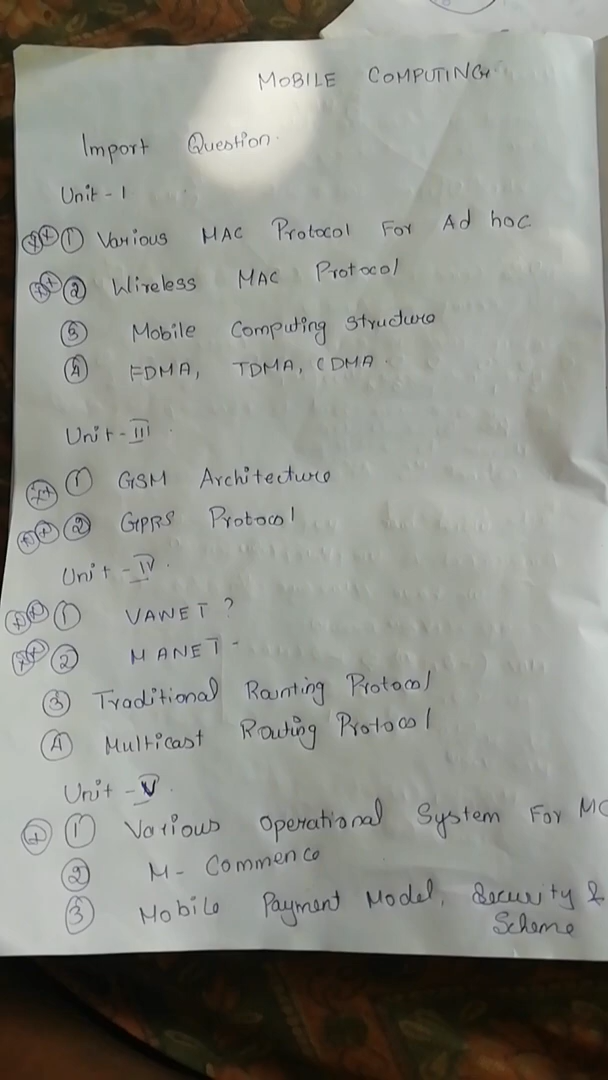 MOBILE COMPUTING
Import Question
Unit - I
** ① Various MAC Protocol For Ad hoc
** ② Wireless MAC Protocol
③ Mobile Computing Structure
④ FDMA, TDMA, CDMA
Unit - III
** ① GSM Architecture
** ② GPRS Protocol
Unit - IV
** ① VANET ?
** ② MANET -
③ Traditional Raunting Protocol
④ Multicast Routing Protocol
Unit - V
* ① Various Operational System For MC
② M- Commence
③ Mobile Payment Model, Security &
Scheme